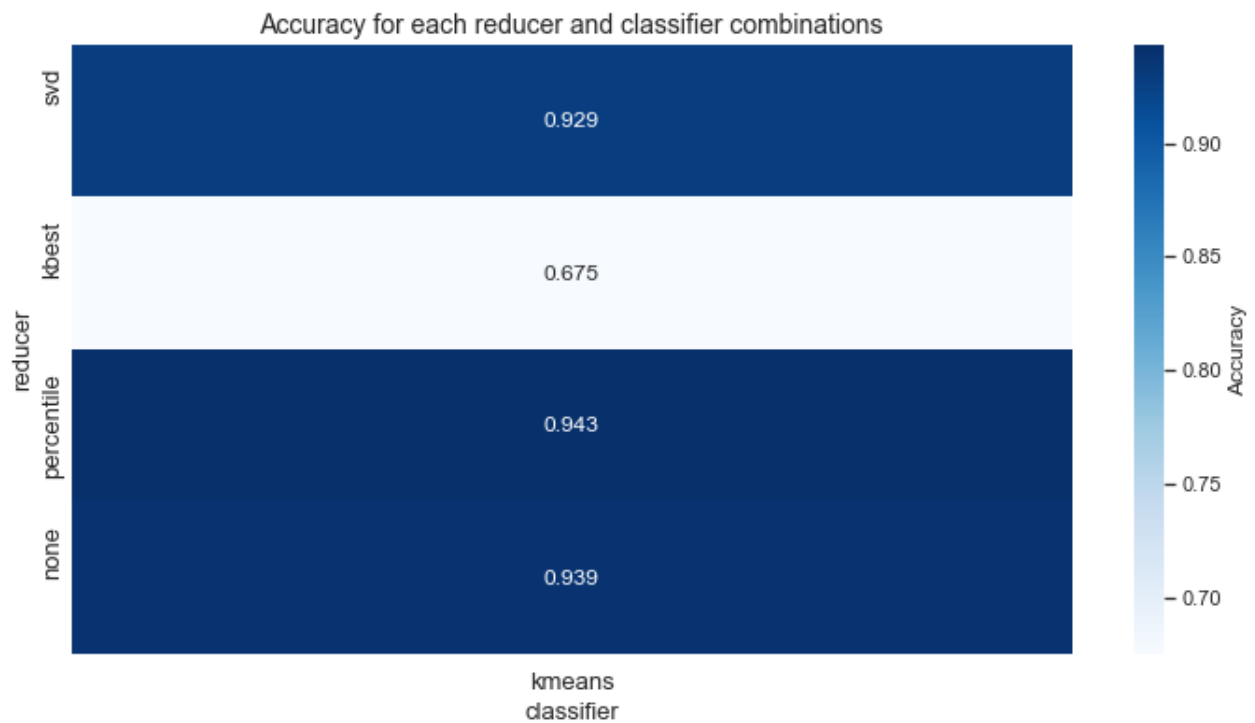 Accuracy for each reducer and classifier combinations
svd
kbest
percentile
none
reducer
0.929
0.675
0.943
0.939
kmeans
classifier
0.90
0.85
0.80
0.75
0.70
Accuracy